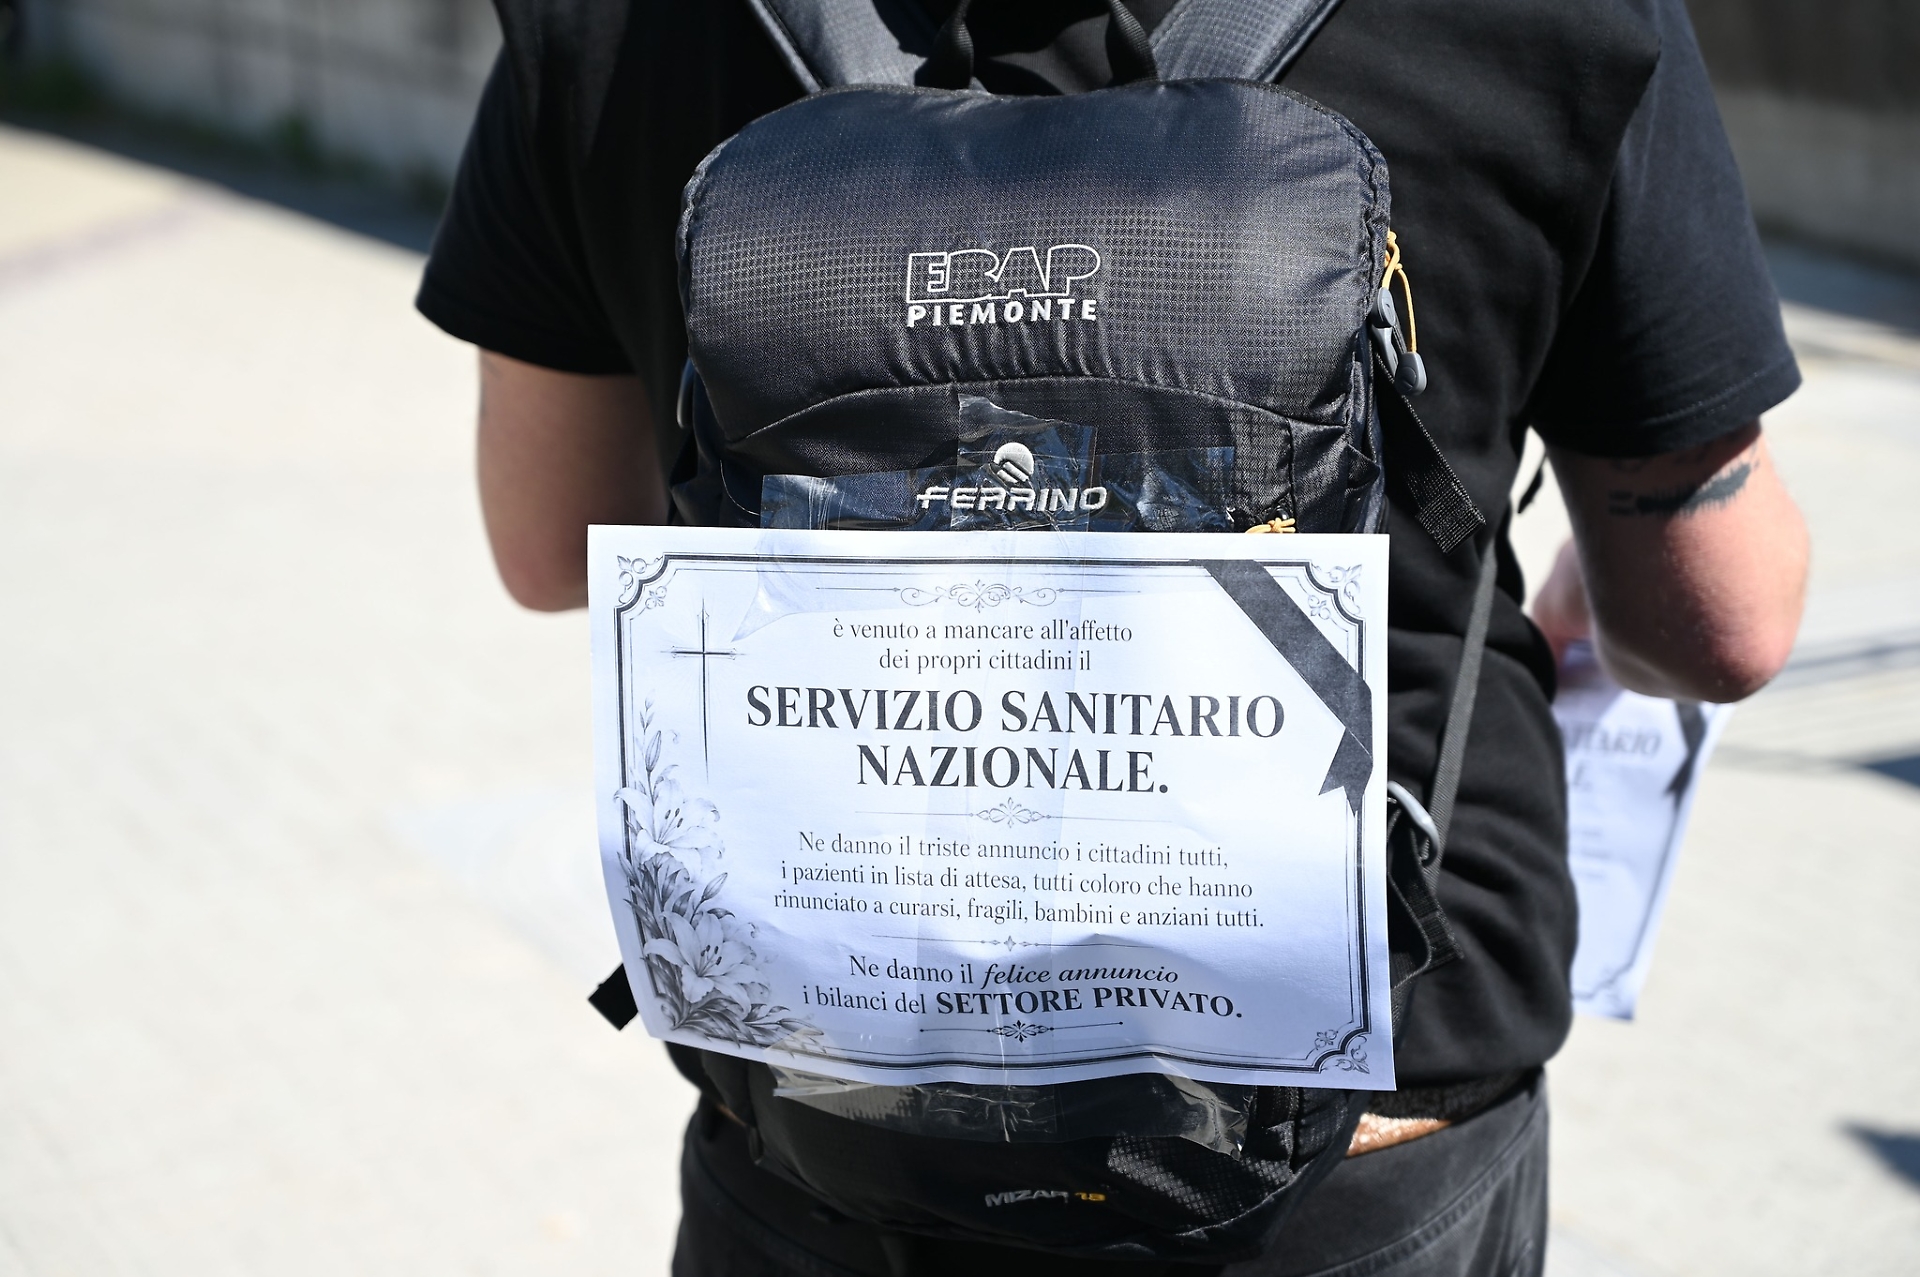 EBAP
PIEMONTE
FERRINO
è venuto a mancare all'affetto
dei propri cittadini il
SERVIZIO SANITARIO
NAZIONALE.
Ne danno il triste annuncio i cittadini tutti,
i pazienti in lista di attesa, tutti coloro che hanno
rinunciato a curarsi, fragili, bambini e anziani tutti.
Ne danno il felice annuncio
i bilanci del SETTORE PRIVATO.
MIZAR 18